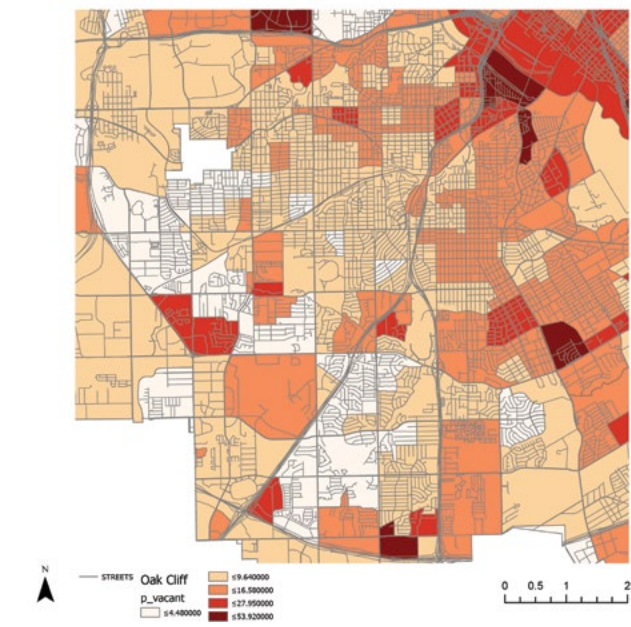 N
STREETS
Oak Cliff
p_vacant
≤4.480000
≤9.640000
≤16.580000
≤27.950000
≤53.920000
0 0.5 1 2